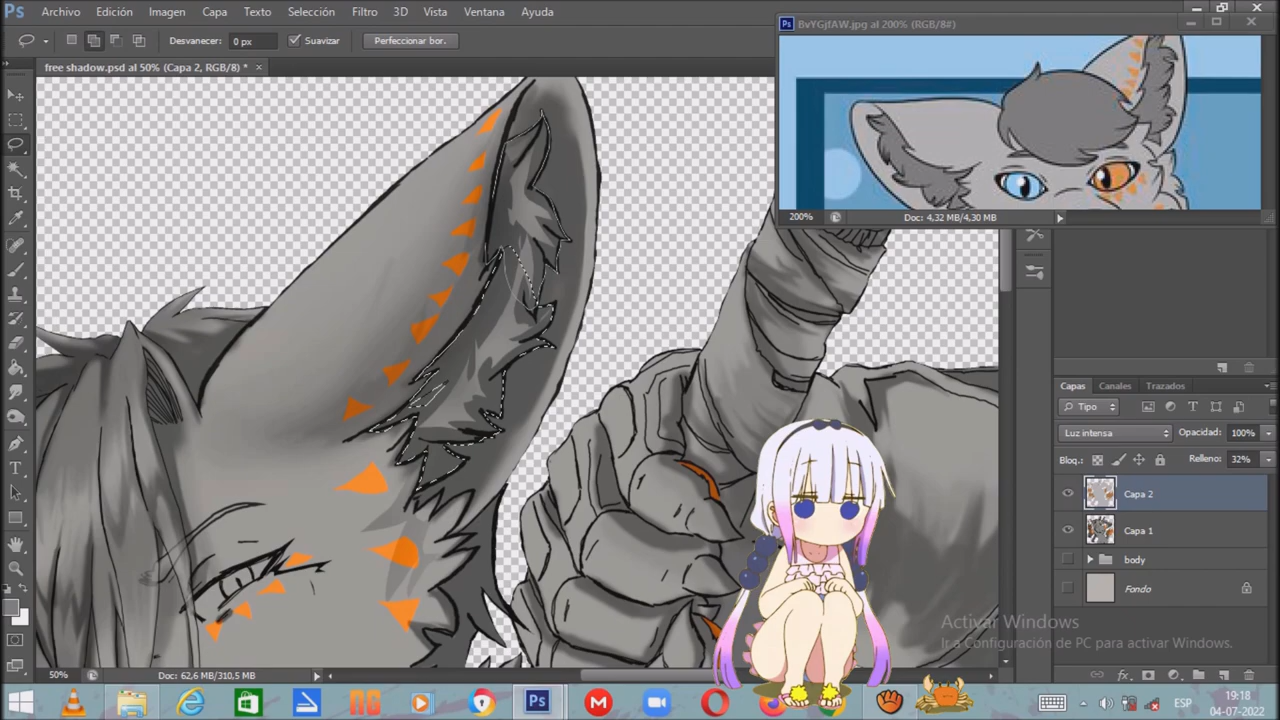 Ps Archivo Edición Imagen Capa Texto Selección Filtro 3D Vista Ventana Ayuda
Desvanecer: 0 px Suavizar Perfeccionar bor.
Ps BvYGjfAW.jpg al 200% (RGB/8#)
free shadow.psd al 50% (Capa 2, RGB/8) *
200% Doc: 4,32 MB/4,30 MB
Capas Canales Trazados
Tipo
Luz intensa Opacidad: 100%
Bloq.: Relleno: 32%
Capa 2
Capa 1
body
Fondo
Activar Windows
Ir a Configuración de PC para activar Windows.
50% Doc: 62,6 MB/310,5 MB
Ps ESP 19:18
04-07-2022